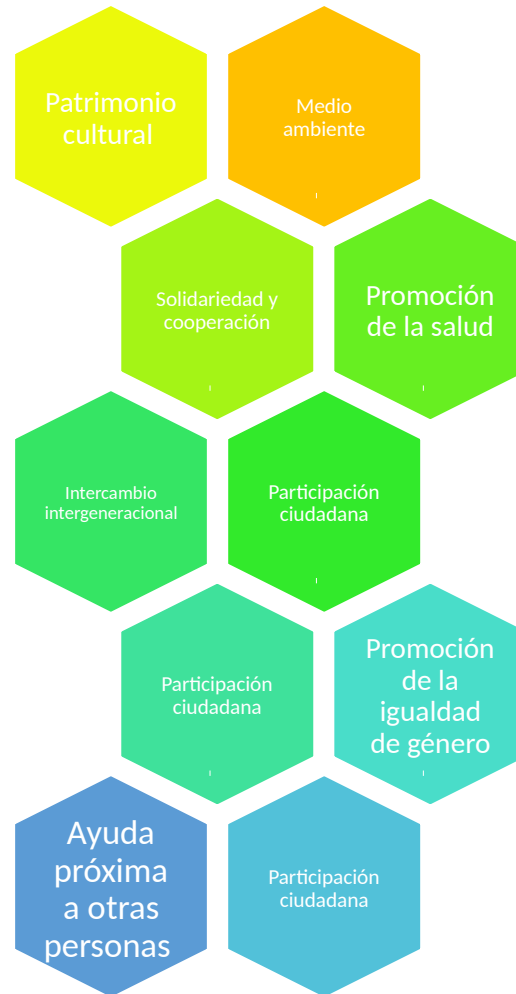 Patrimonio
cultural
Medio
ambiente
Solidariedad y
cooperación
Promoción
de la salud
Intercambio
intergeneracional
Participación
ciudadana
Participación
ciudadana
Promoción
de la
igualdad
de género
Ayuda
próxima
a otras
personas
Participación
ciudadana